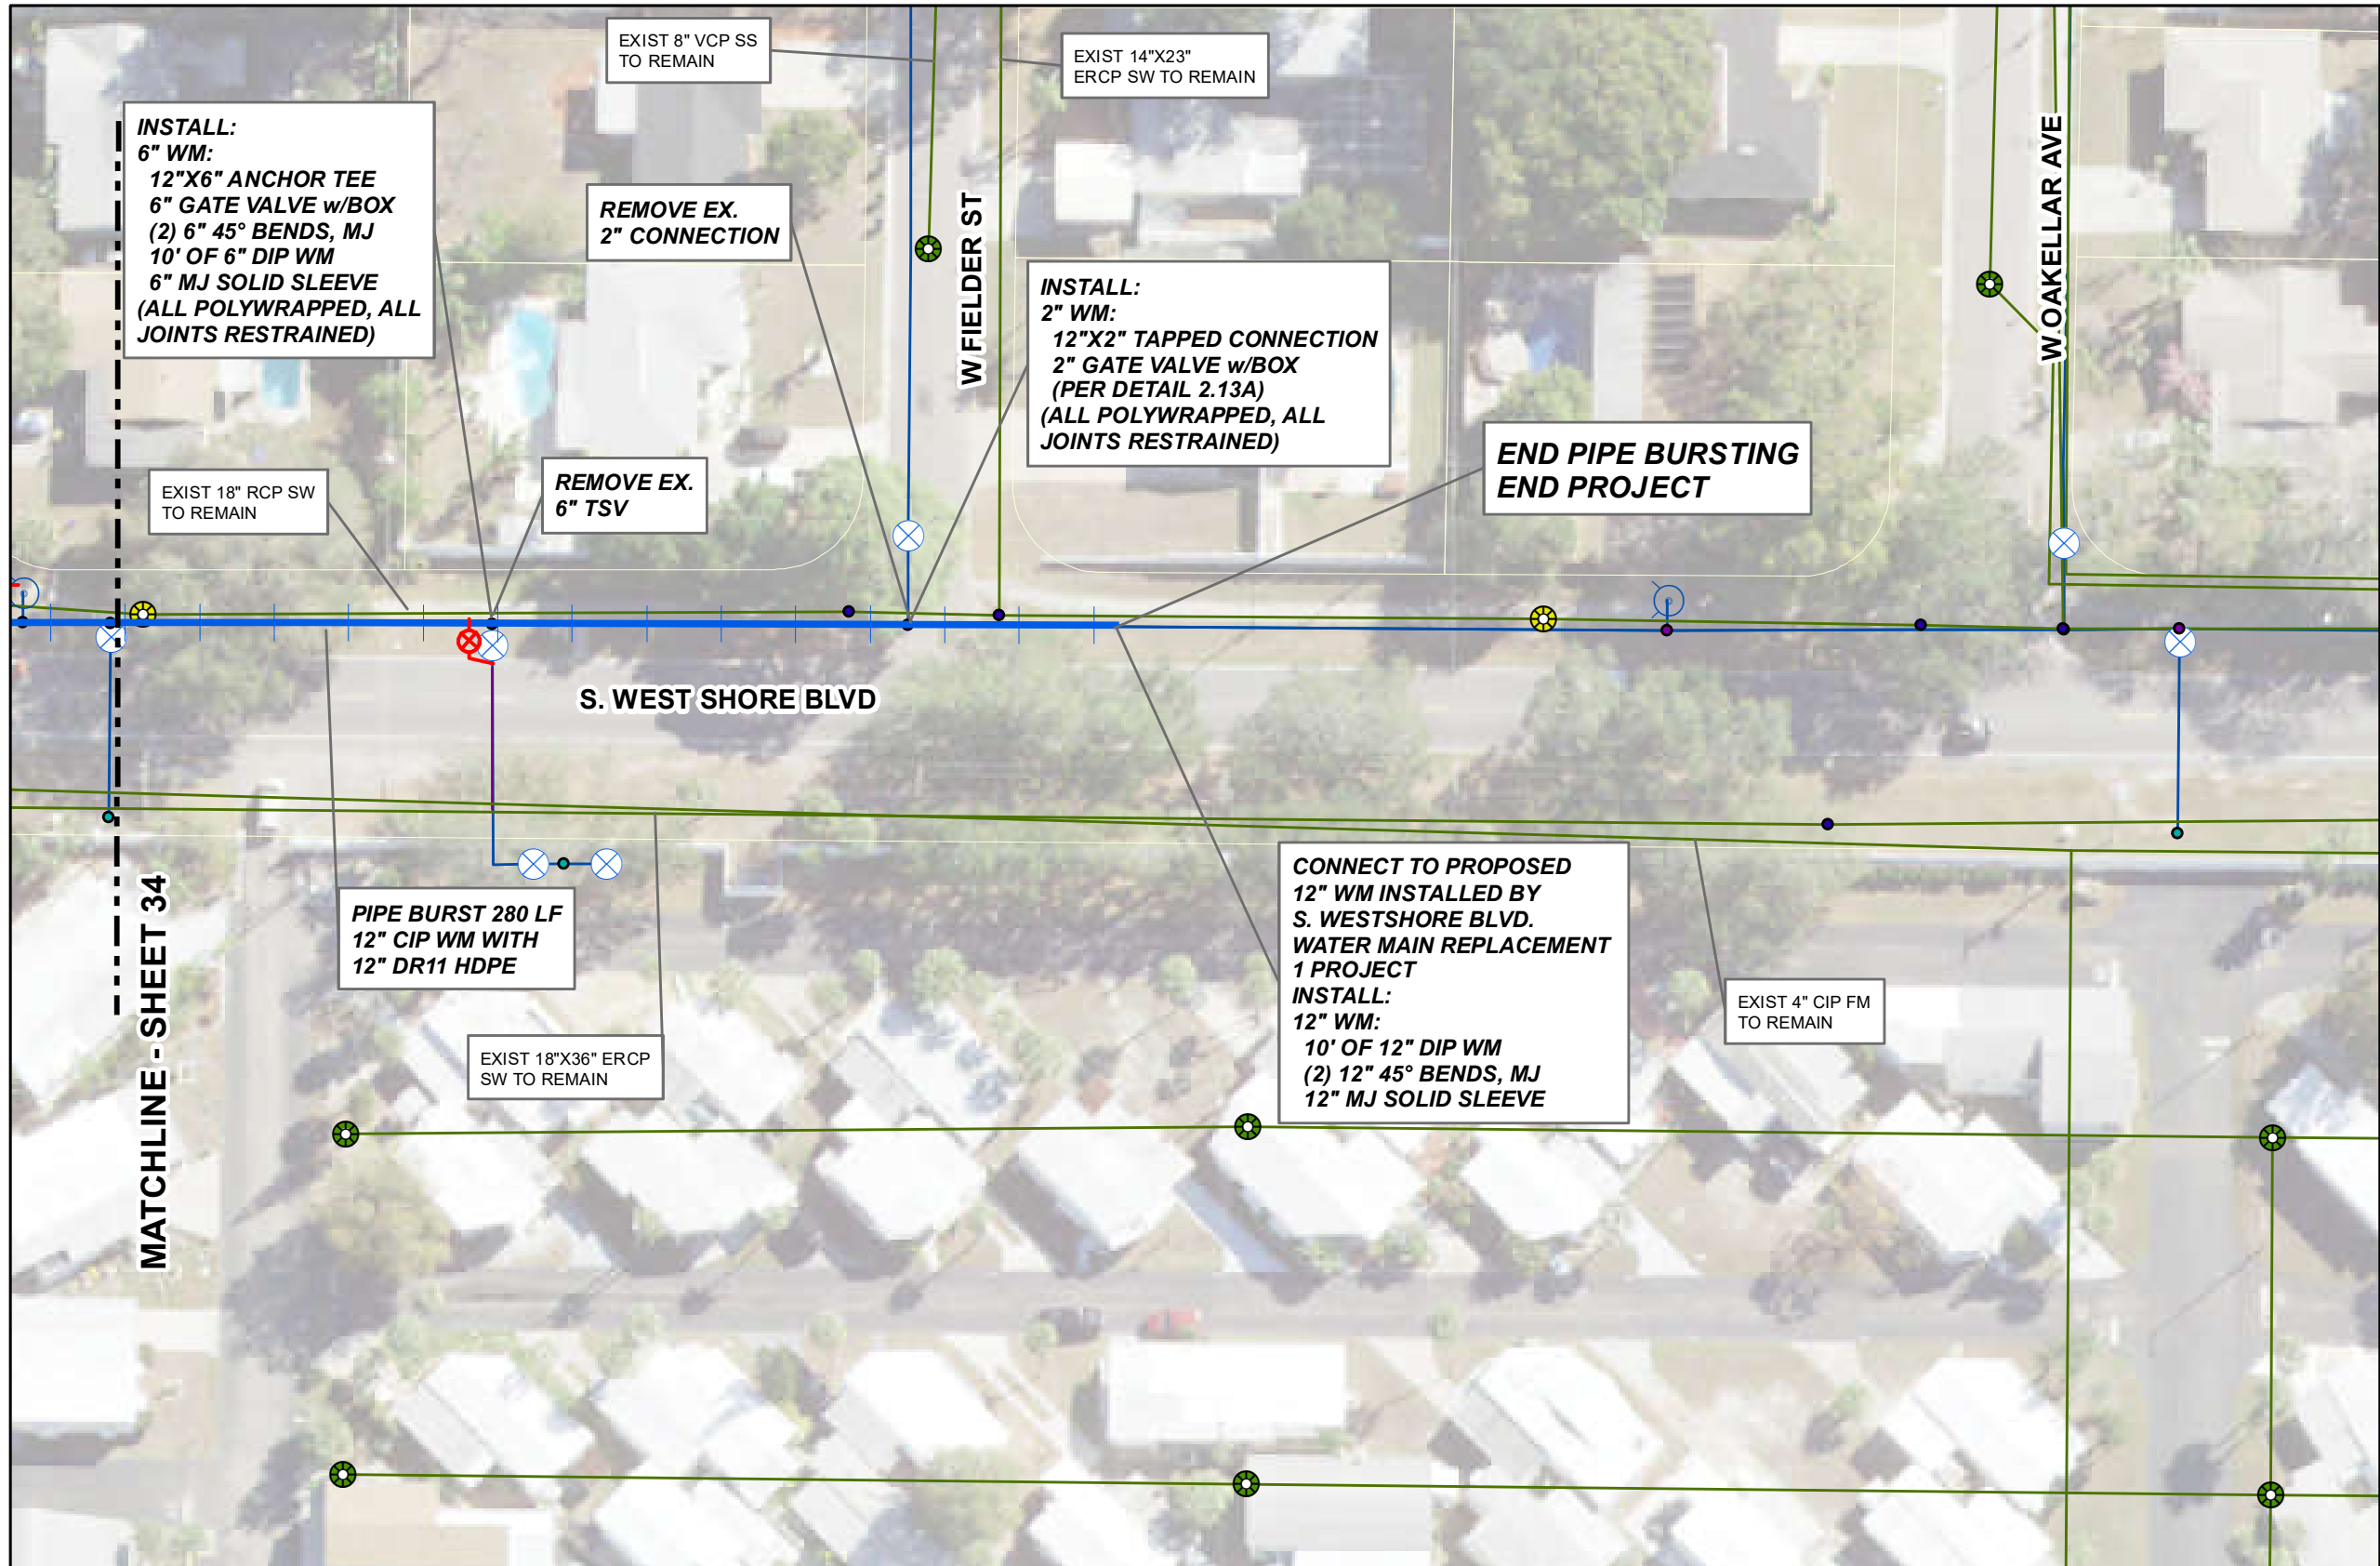 EXIST 8" VCP SS
TO REMAIN
EXIST 14"X23"
ERCP SW TO REMAIN
INSTALL:
6" WM:
12"X6" ANCHOR TEE
6" GATE VALVE w/BOX
(2) 6" 45° BENDS, MJ
10' OF 6" DIP WM
6" MJ SOLID SLEEVE
(ALL POLYWRAPPED, ALL
JOINTS RESTRAINED)
REMOVE EX.
2" CONNECTION
W FIELDER ST
W. OAKELLAR AVE
INSTALL:
2" WM:
12"X2" TAPPED CONNECTION
2" GATE VALVE w/BOX
(PER DETAIL 2.13A)
(ALL POLYWRAPPED, ALL
JOINTS RESTRAINED)
END PIPE BURSTING
END PROJECT
EXIST 18" RCP SW
TO REMAIN
REMOVE EX.
6" TSV
S. WEST SHORE BLVD
MATCHLINE - SHEET 34
PIPE BURST 280 LF
12" CIP WM WITH
12" DR11 HDPE
CONNECT TO PROPOSED
12" WM INSTALLED BY
S. WESTSHORE BLVD.
WATER MAIN REPLACEMENT
1 PROJECT
INSTALL:
12" WM:
10' OF 12" DIP WM
(2) 12" 45° BENDS, MJ
12" MJ SOLID SLEEVE
EXIST 4" CIP FM
TO REMAIN
EXIST 18"X36" ERCP
SW TO REMAIN